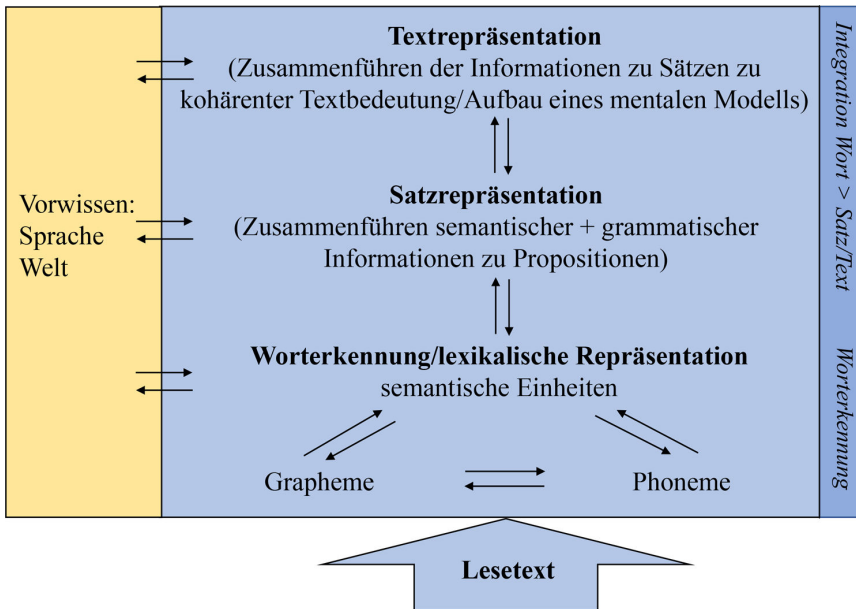 Textrepräsentation
(Zusammenführen der Informationen zu Sätzen zu
kohärenter Textbedeutung/Aufbau eines mentalen Modells)
Satzrepräsentation
(Zusammenführen semantischer + grammatischer
Informationen zu Propositionen)
Worterkennung/lexikalische Repräsentation
semantische Einheiten
Grapheme
Phoneme
Vorwissen:
Sprache
Welt
Integration Wort > Satz/Text
Worterkennung
Lesetext